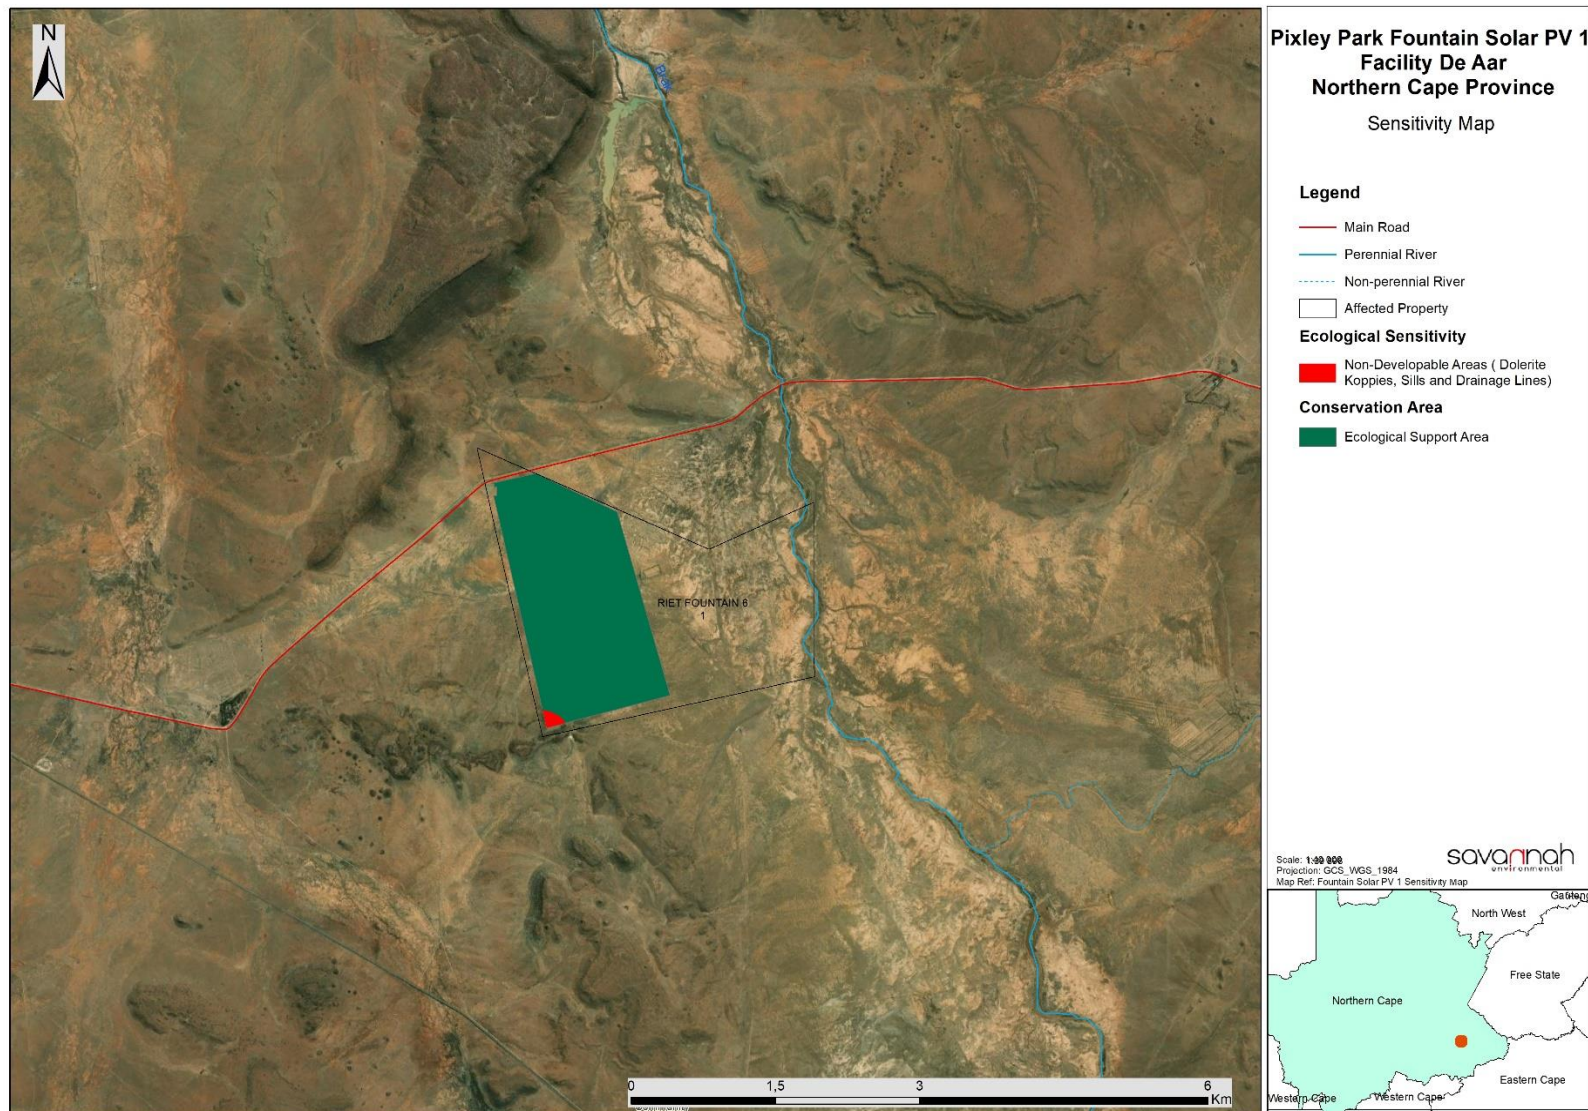 N
Brak
RIET FOUNTAIN 6
1
0 1,5 3 6
Km
Pixley Park Fountain Solar PV 1
Facility De Aar
Northern Cape Province
Sensitivity Map
Legend
Main Road
Perennial River
Non-perennial River
Affected Property
Ecological Sensitivity
Non-Developable Areas ( Dolerite
Koppies, Sills and Drainage Lines)
Conservation Area
Ecological Support Area
Scale:
Projection: GCS_WGS_1984
Map Ref: Fountain Solar PV 1 Sensitivity Map
savannah
environmental
Gauteng
North West
Free State
Northern Cape
Eastern Cape
Western Cape
Western Cape